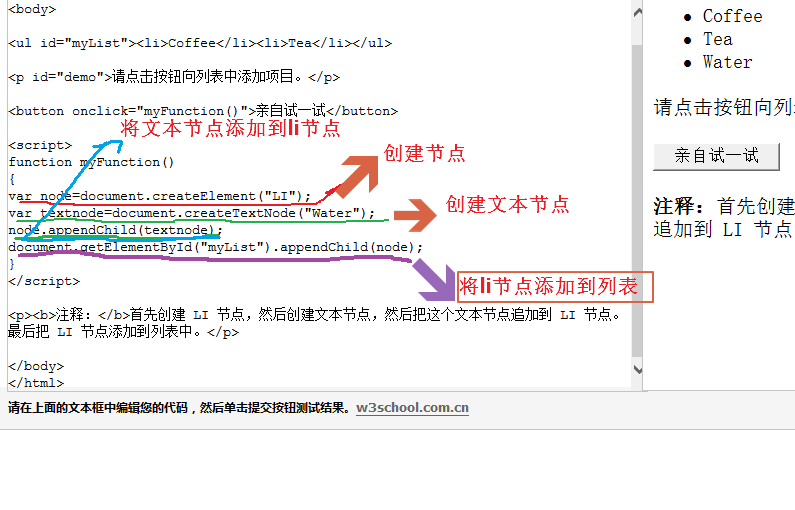 <body>
<ul id="myList"><li>Coffee</li><li>Tea</li></ul>
<p id="demo">请点击按钮向列表中添加项目。</p>
<button onclick="myFunction()">亲自试一试</button>
<script>
将文本节点添加到li节点
function myFunction()
创建节点
{
var node=document.createElement("LI");
var textnode=document.createTextNode("Water");
创建文本节点
node.appendChild(textnode);
document.getElementById("myList").appendChild(node);
}
将li节点添加到列表
</script>
<p><b>注释：</b>首先创建 LI 节点，然后创建文本节点，然后把这个文本节点追加到 LI 节点。
最后把 LI 节点添加到列表中。</p>
</body>
</html>
请在上面的文本框中编辑您的代码，然后单击提交按钮测试结果。w3school.com.cn
Coffee
Tea
Water
请点击按钮向列
亲自试一试
注释：首先创建
追加到 LI 节点